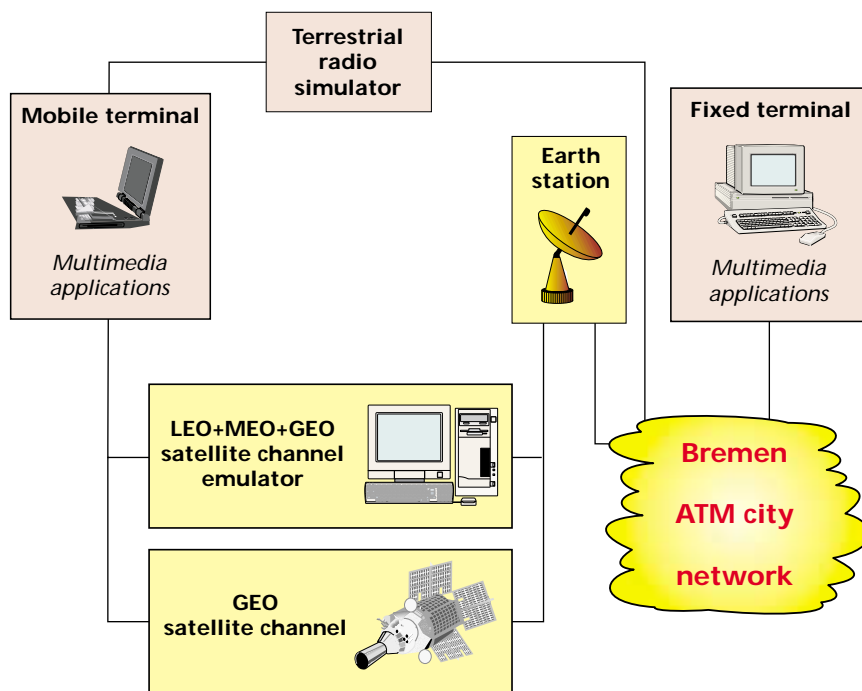 Terrestrial
radio
simulator
Mobile terminal
Multimedia
applications
Earth
station
Fixed terminal
Multimedia
applications
LEO+MEO+GEO
satellite channel
emulator
GEO
satellite channel
Bremen
ATM city
network